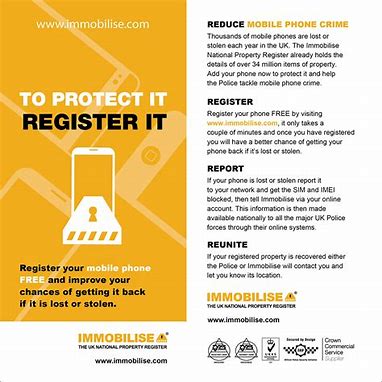 www.immobilise.com
TO PROTECT IT
REGISTER IT
Register your mobile phone
FREE and improve your
chances of getting it back
if it is lost or stolen.
IMMOBILISE
THE UK NATIONAL PROPERTY REGISTER
www.immobilise.com
REDUCE MOBILE PHONE CRIME
Thousands of mobile phones are lost or
stolen each year in the UK. The Immobilise
National Property Register already holds the
details of over 34 million items of property.
Add your phone now to protect it and help
the Police tackle mobile phone crime.
REGISTER
Register your phone FREE by visiting
www.immobilise.com, it only takes a
couple of minutes and once you have registered
you will have a better chance of getting your
phone back if it's lost or stolen.
REPORT
If your phone is lost or stolen report it
to your network and get the SIM and IMEI
blocked, then tell Immobilise via your online
account. This information is then made
available nationally to all the major UK Police
forces through their online systems.
REUNITE
If your registered property is recovered either
the Police or Immobilise will contact you and
let you know its location.
IMMOBILISE
THE UK NATIONAL PROPERTY REGISTER
www.immobilise.com
Secured by Design
Crown
Commercial
Service
Supplier